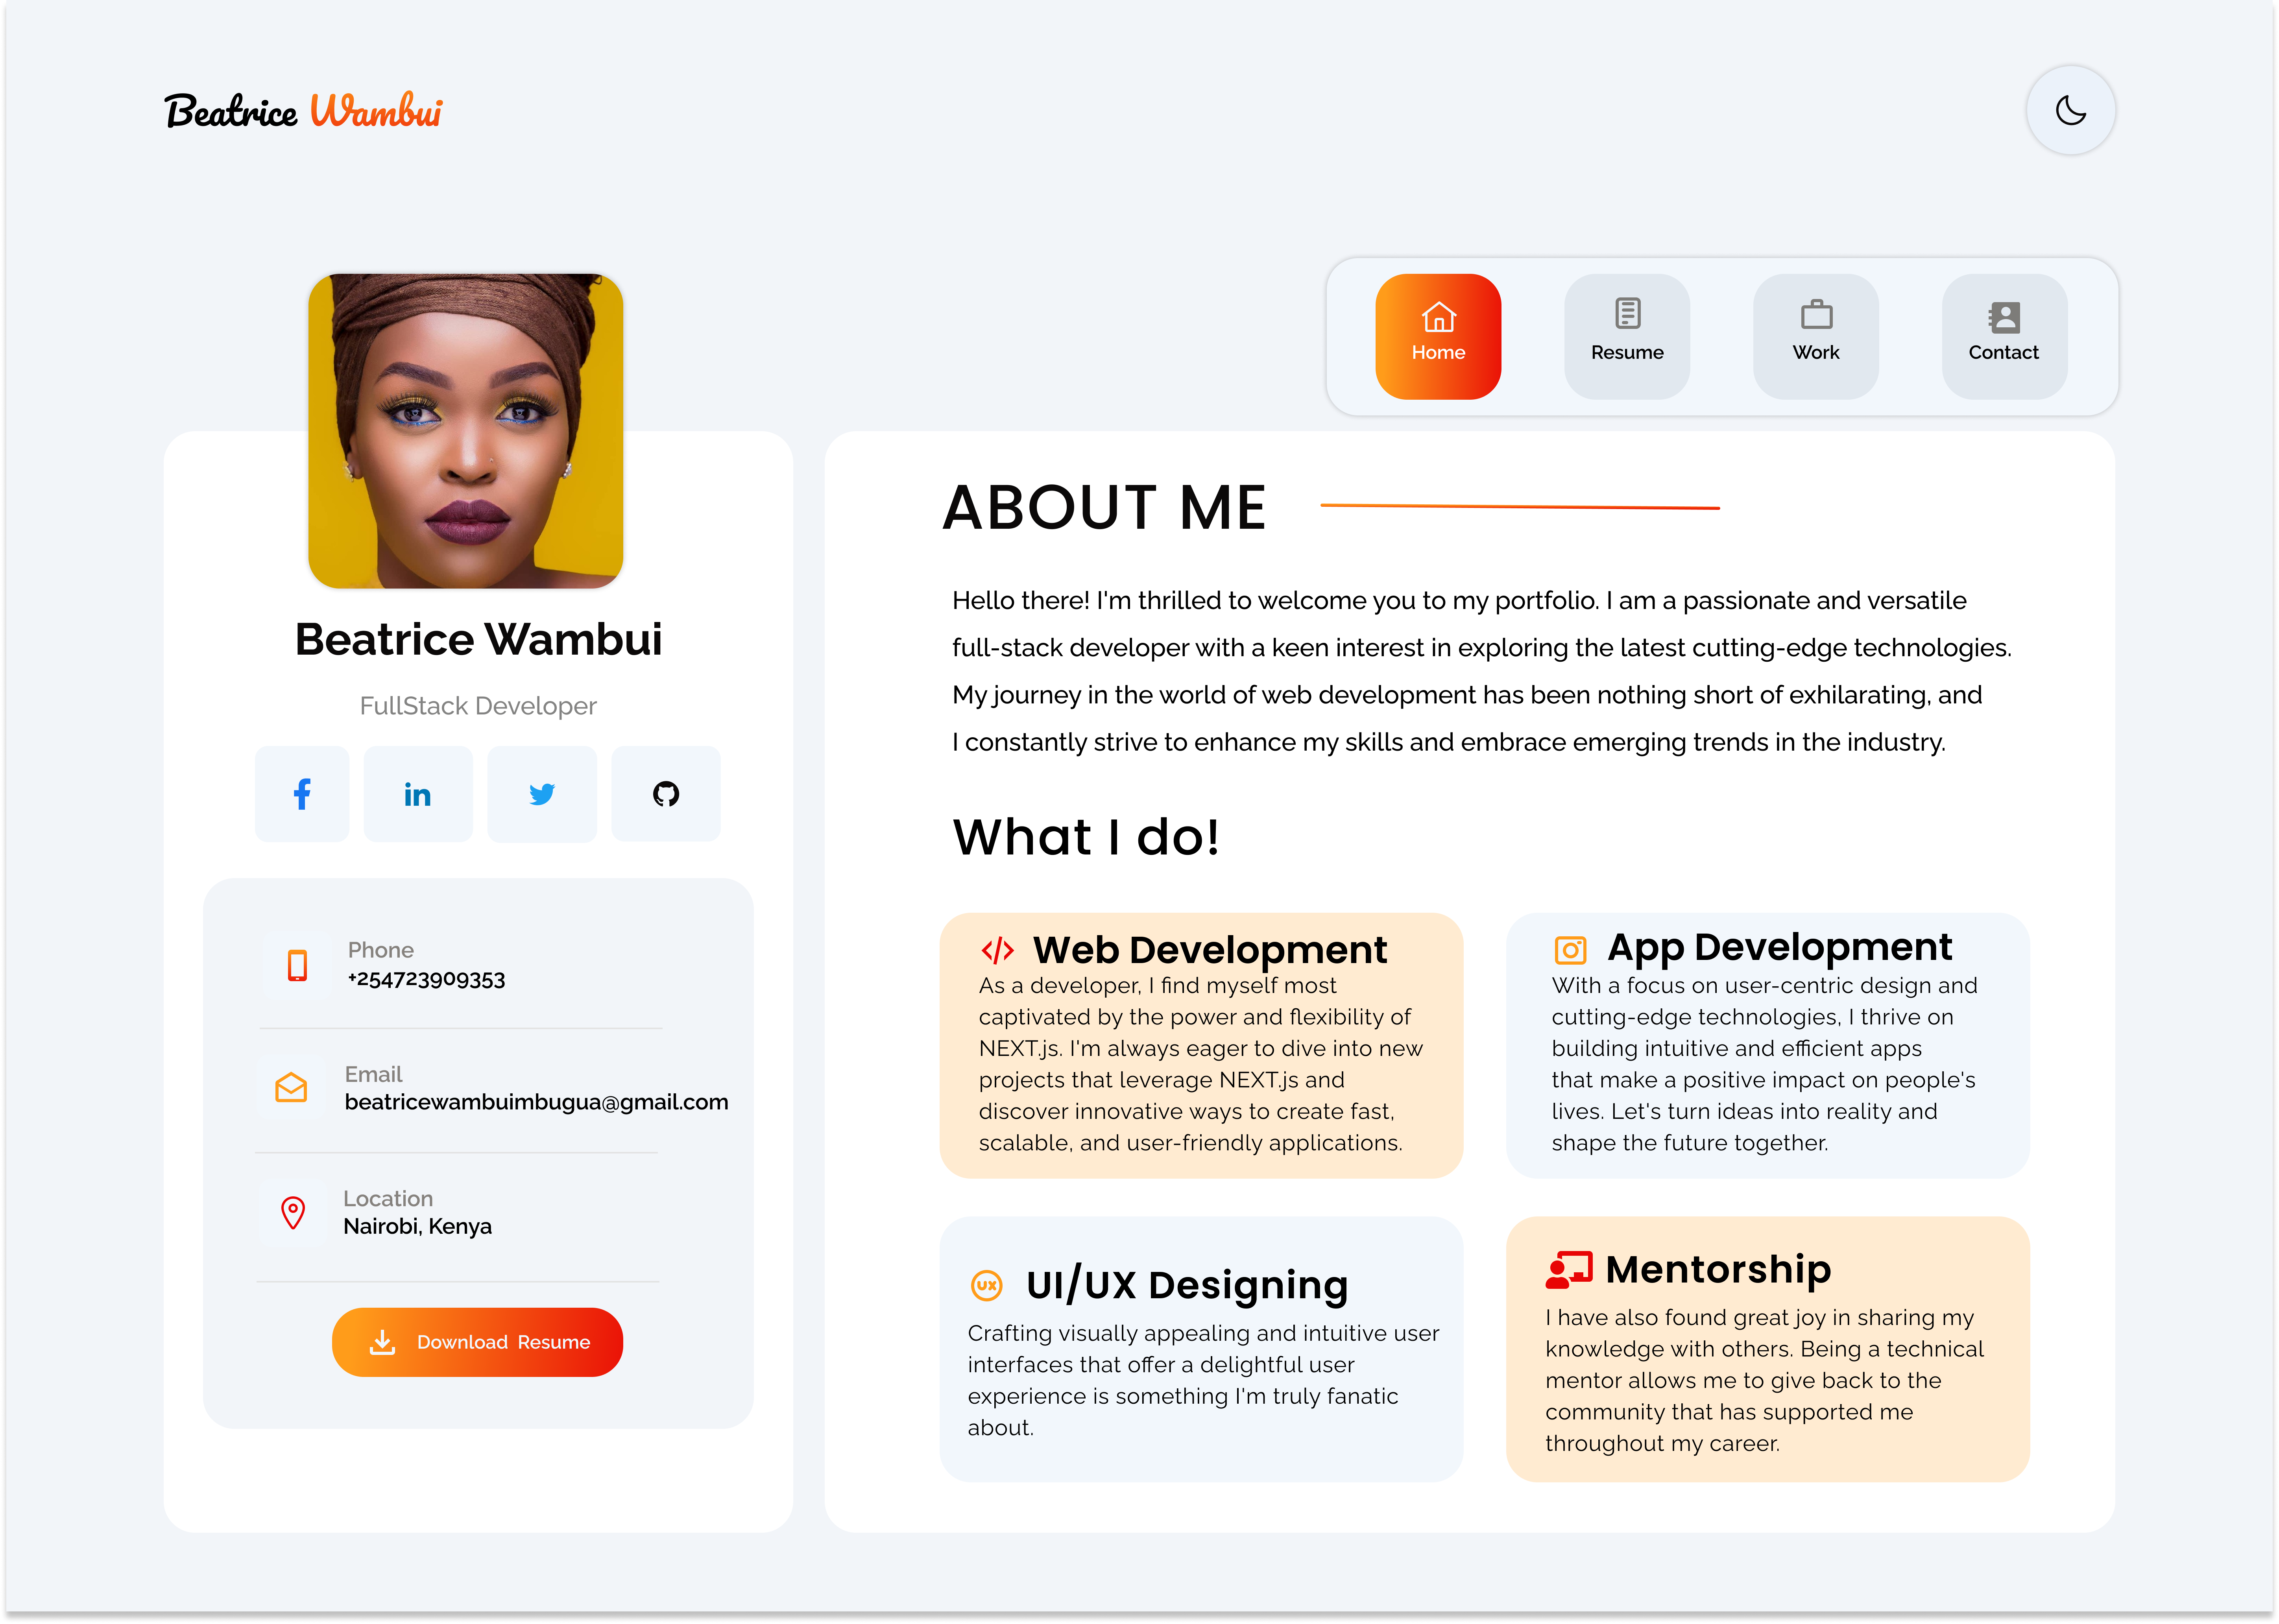 Beatrice Wambui
Home
Resume
Work
Contact
Beatrice Wambui
FullStack Developer
f
in
Phone
+254723909353
Email
beatricewambuimbugua@gmail.com
Location
Nairobi, Kenya
Download Resume
ABOUT ME
Hello there! I'm thrilled to welcome you to my portfolio. I am a passionate and versatile
full-stack developer with a keen interest in exploring the latest cutting-edge technologies.
My journey in the world of web development has been nothing short of exhilarating, and
I constantly strive to enhance my skills and embrace emerging trends in the industry.
What I do!
</> Web Development
As a developer, I find myself most
captivated by the power and flexibility of
NEXT.js. I'm always eager to dive into new
projects that leverage NEXT.js and
discover innovative ways to create fast,
scalable, and user-friendly applications.
App Development
With a focus on user-centric design and
cutting-edge technologies, I thrive on
building intuitive and efficient apps
that make a positive impact on people's
lives. Let's turn ideas into reality and
shape the future together.
UX UI/UX Designing
Crafting visually appealing and intuitive user
interfaces that offer a delightful user
experience is something I'm truly fanatic
about.
Mentorship
I have also found great joy in sharing my
knowledge with others. Being a technical
mentor allows me to give back to the
community that has supported me
throughout my career.